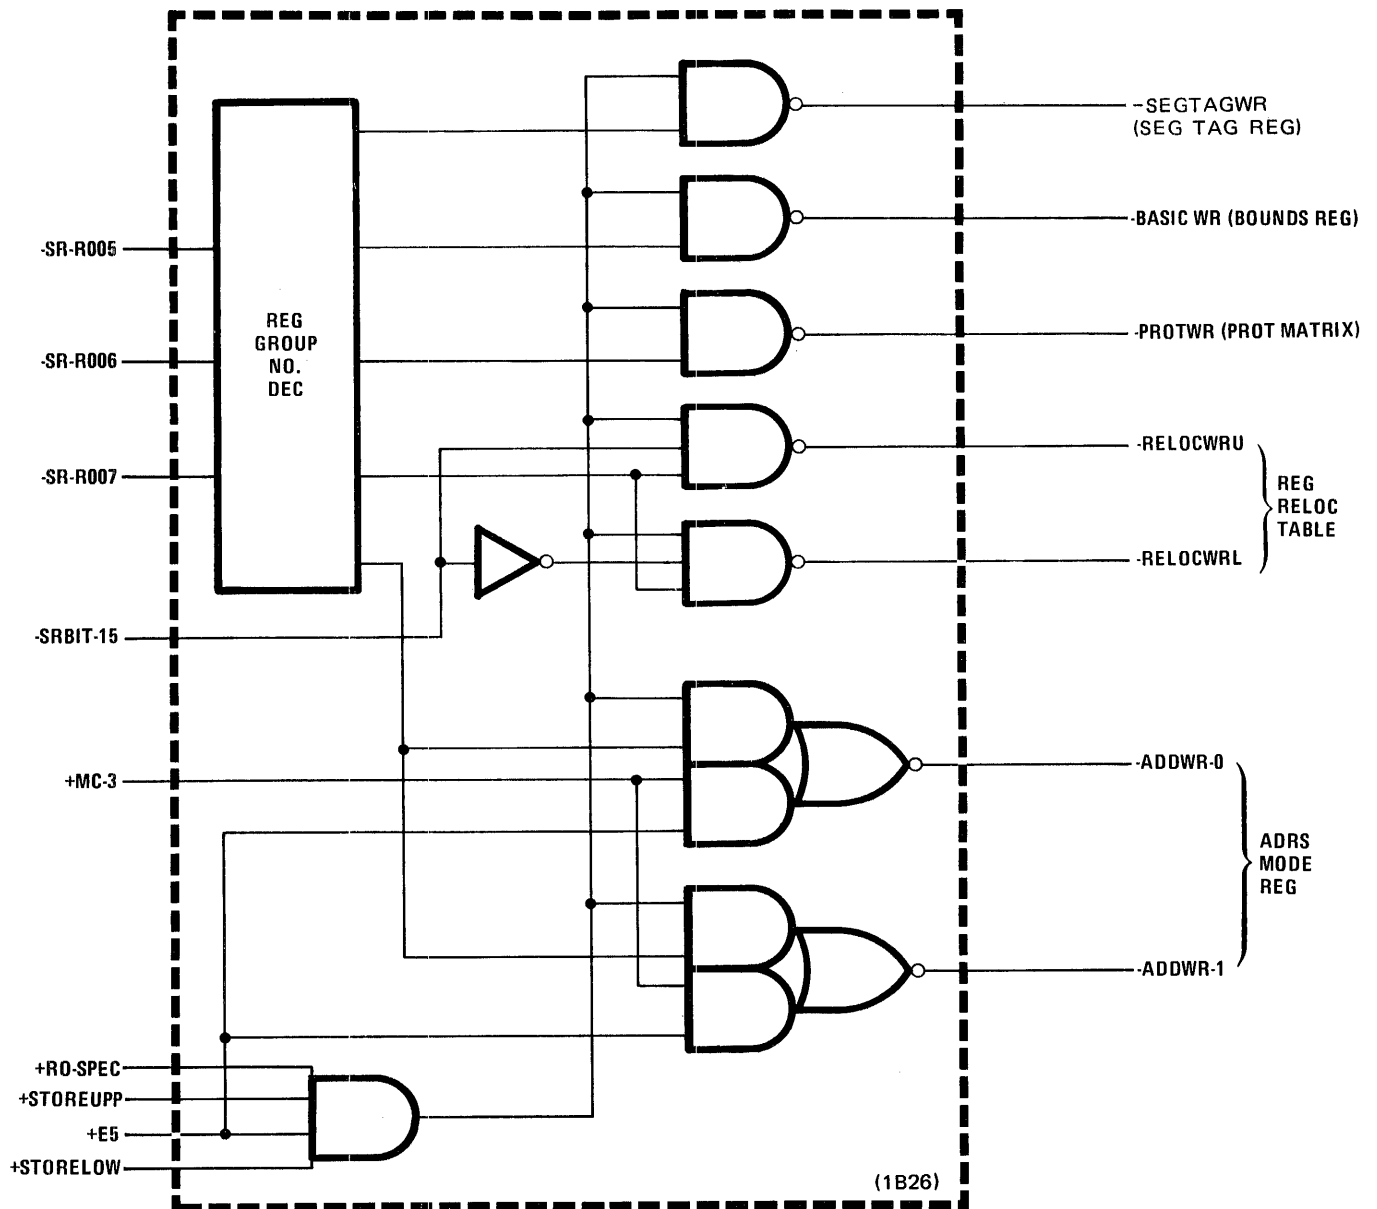 -SEGTAGWR
(SEG TAG REG)
-BASIC WR (BOUNDS REG)
-SR-R005
REG
GROUP
NO.
DEC
-PROTWR (PROT MATRIX)
-SR-R006
-RELOCWRU
-SR-R007
REG
RELOC
TABLE
-RELOCWRL
-SRBIT-15
-ADDWR-0
+MC-3
ADRS
MODE
REG
-ADDWR-1
+RO-SPEC
+STOREUPP
+E5
+STORELOW
(1B26)